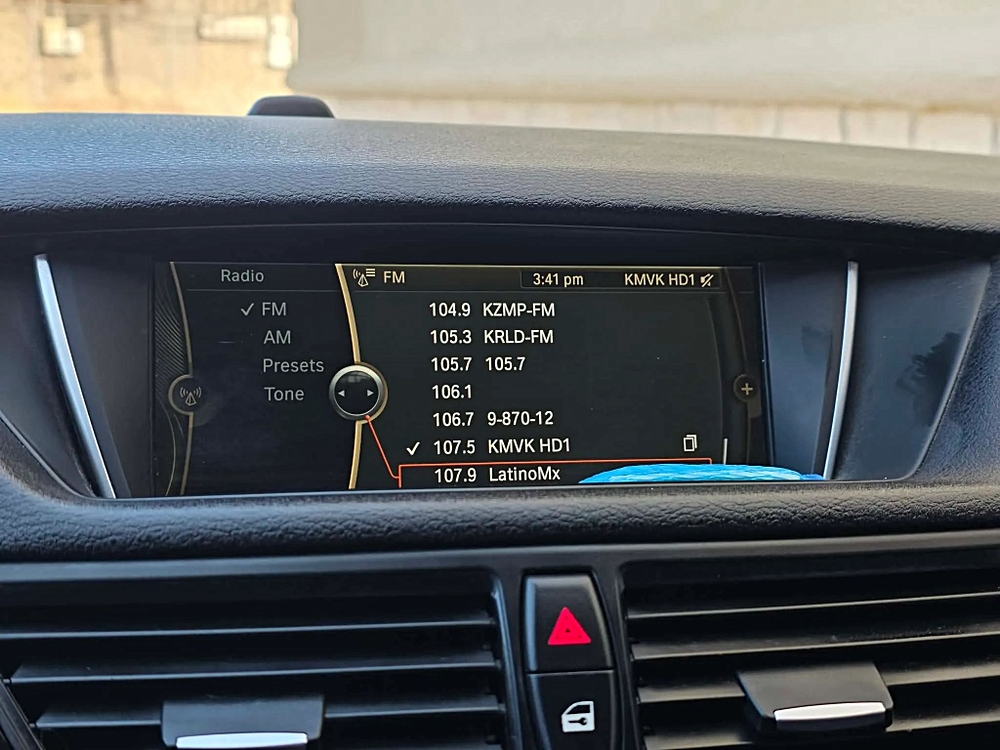 Radio
FM
3:41 pm
KMVK HD1
FM
AM
Presets
Tone
104.9 KZMP-FM
105.3 KRLD-FM
105.7 105.7
106.1
106.7 9-870-12
107.5 KMVK HD1
107.9 LatinoMx